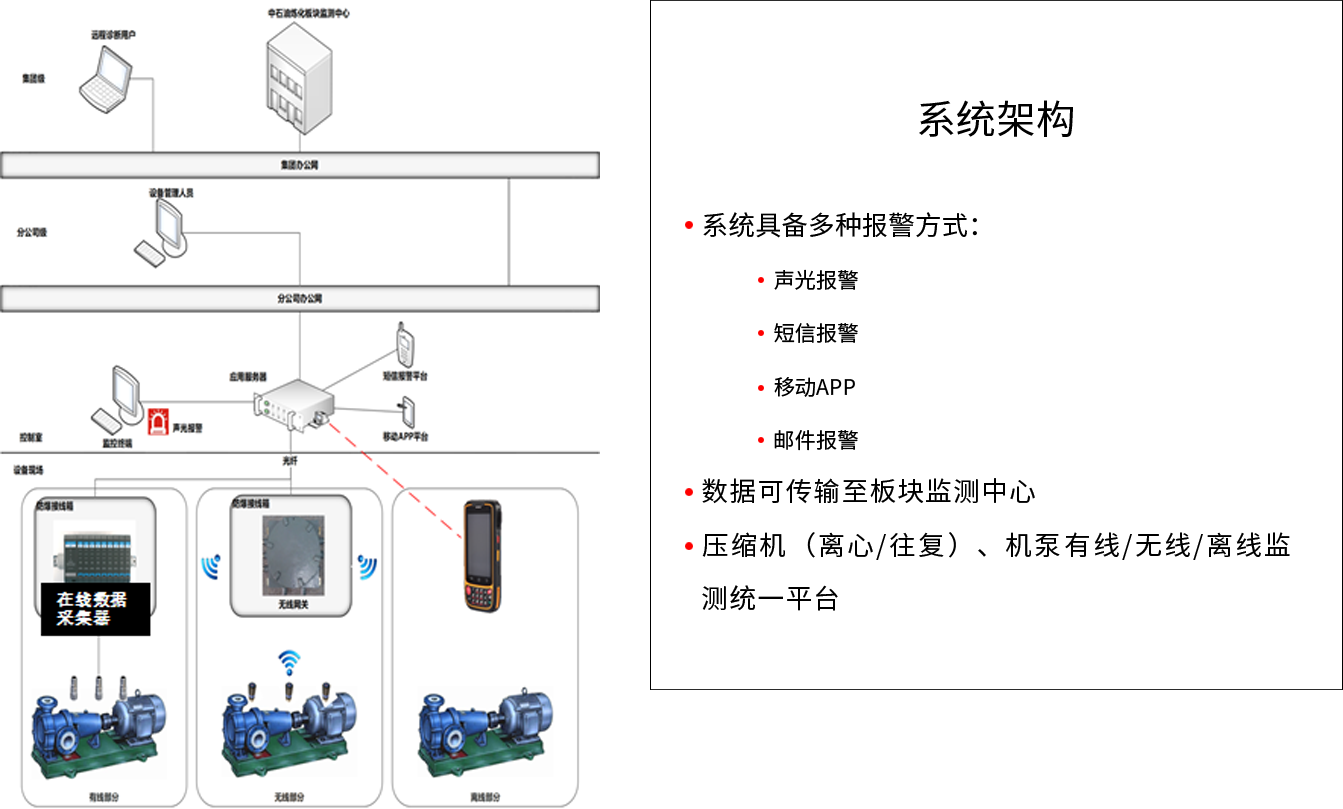 中石油炼化板块监测中心
远程诊断用户
集团级
集团办公网
设备管理人员
分公司级
分公司办公网
应用服务器
短信报警平台
声光报警
移动APP平台
控制室
监控终端
光纤
设备现场
防爆接线箱
防爆接线箱
在线数据
采集器
无线网关
有线部分
无线部分
离线部分
系统架构
• 系统具备多种报警方式：
• 声光报警
• 短信报警
• 移动APP
• 邮件报警
• 数据可传输至板块监测中心
• 压缩机（离心/往复）、机泵有线/无线/离线监
测统一平台